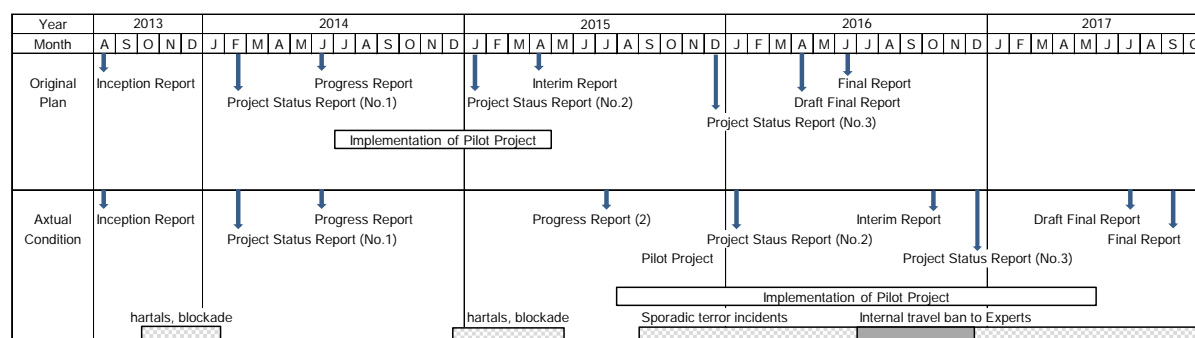 Year 2013 2014 2015 2016 2017
Month A S O N D J F M A M J J A S O N D J F M A M J J A S O N D J F M A M J J A S O N D J F M A M J J A S
Original Plan
Inception Report Progress Report Interim Report Final Report
Project Status Report (No.1) Project Staus Report (No.2) Draft Final Report
Project Status Report (No.3)
Implementation of Pilot Project
Axtual Condition
Inception Report Progress Report Progress Report (2) Interim Report Draft Final Report
Project Status Report (No.1) Project Staus Report (No.2) Final Report
Pilot Project Project Status Report (No.3)
Implementation of Pilot Project
hartals, blockade hartals, blockade Sporadic terror incidents Internal travel ban to Experts